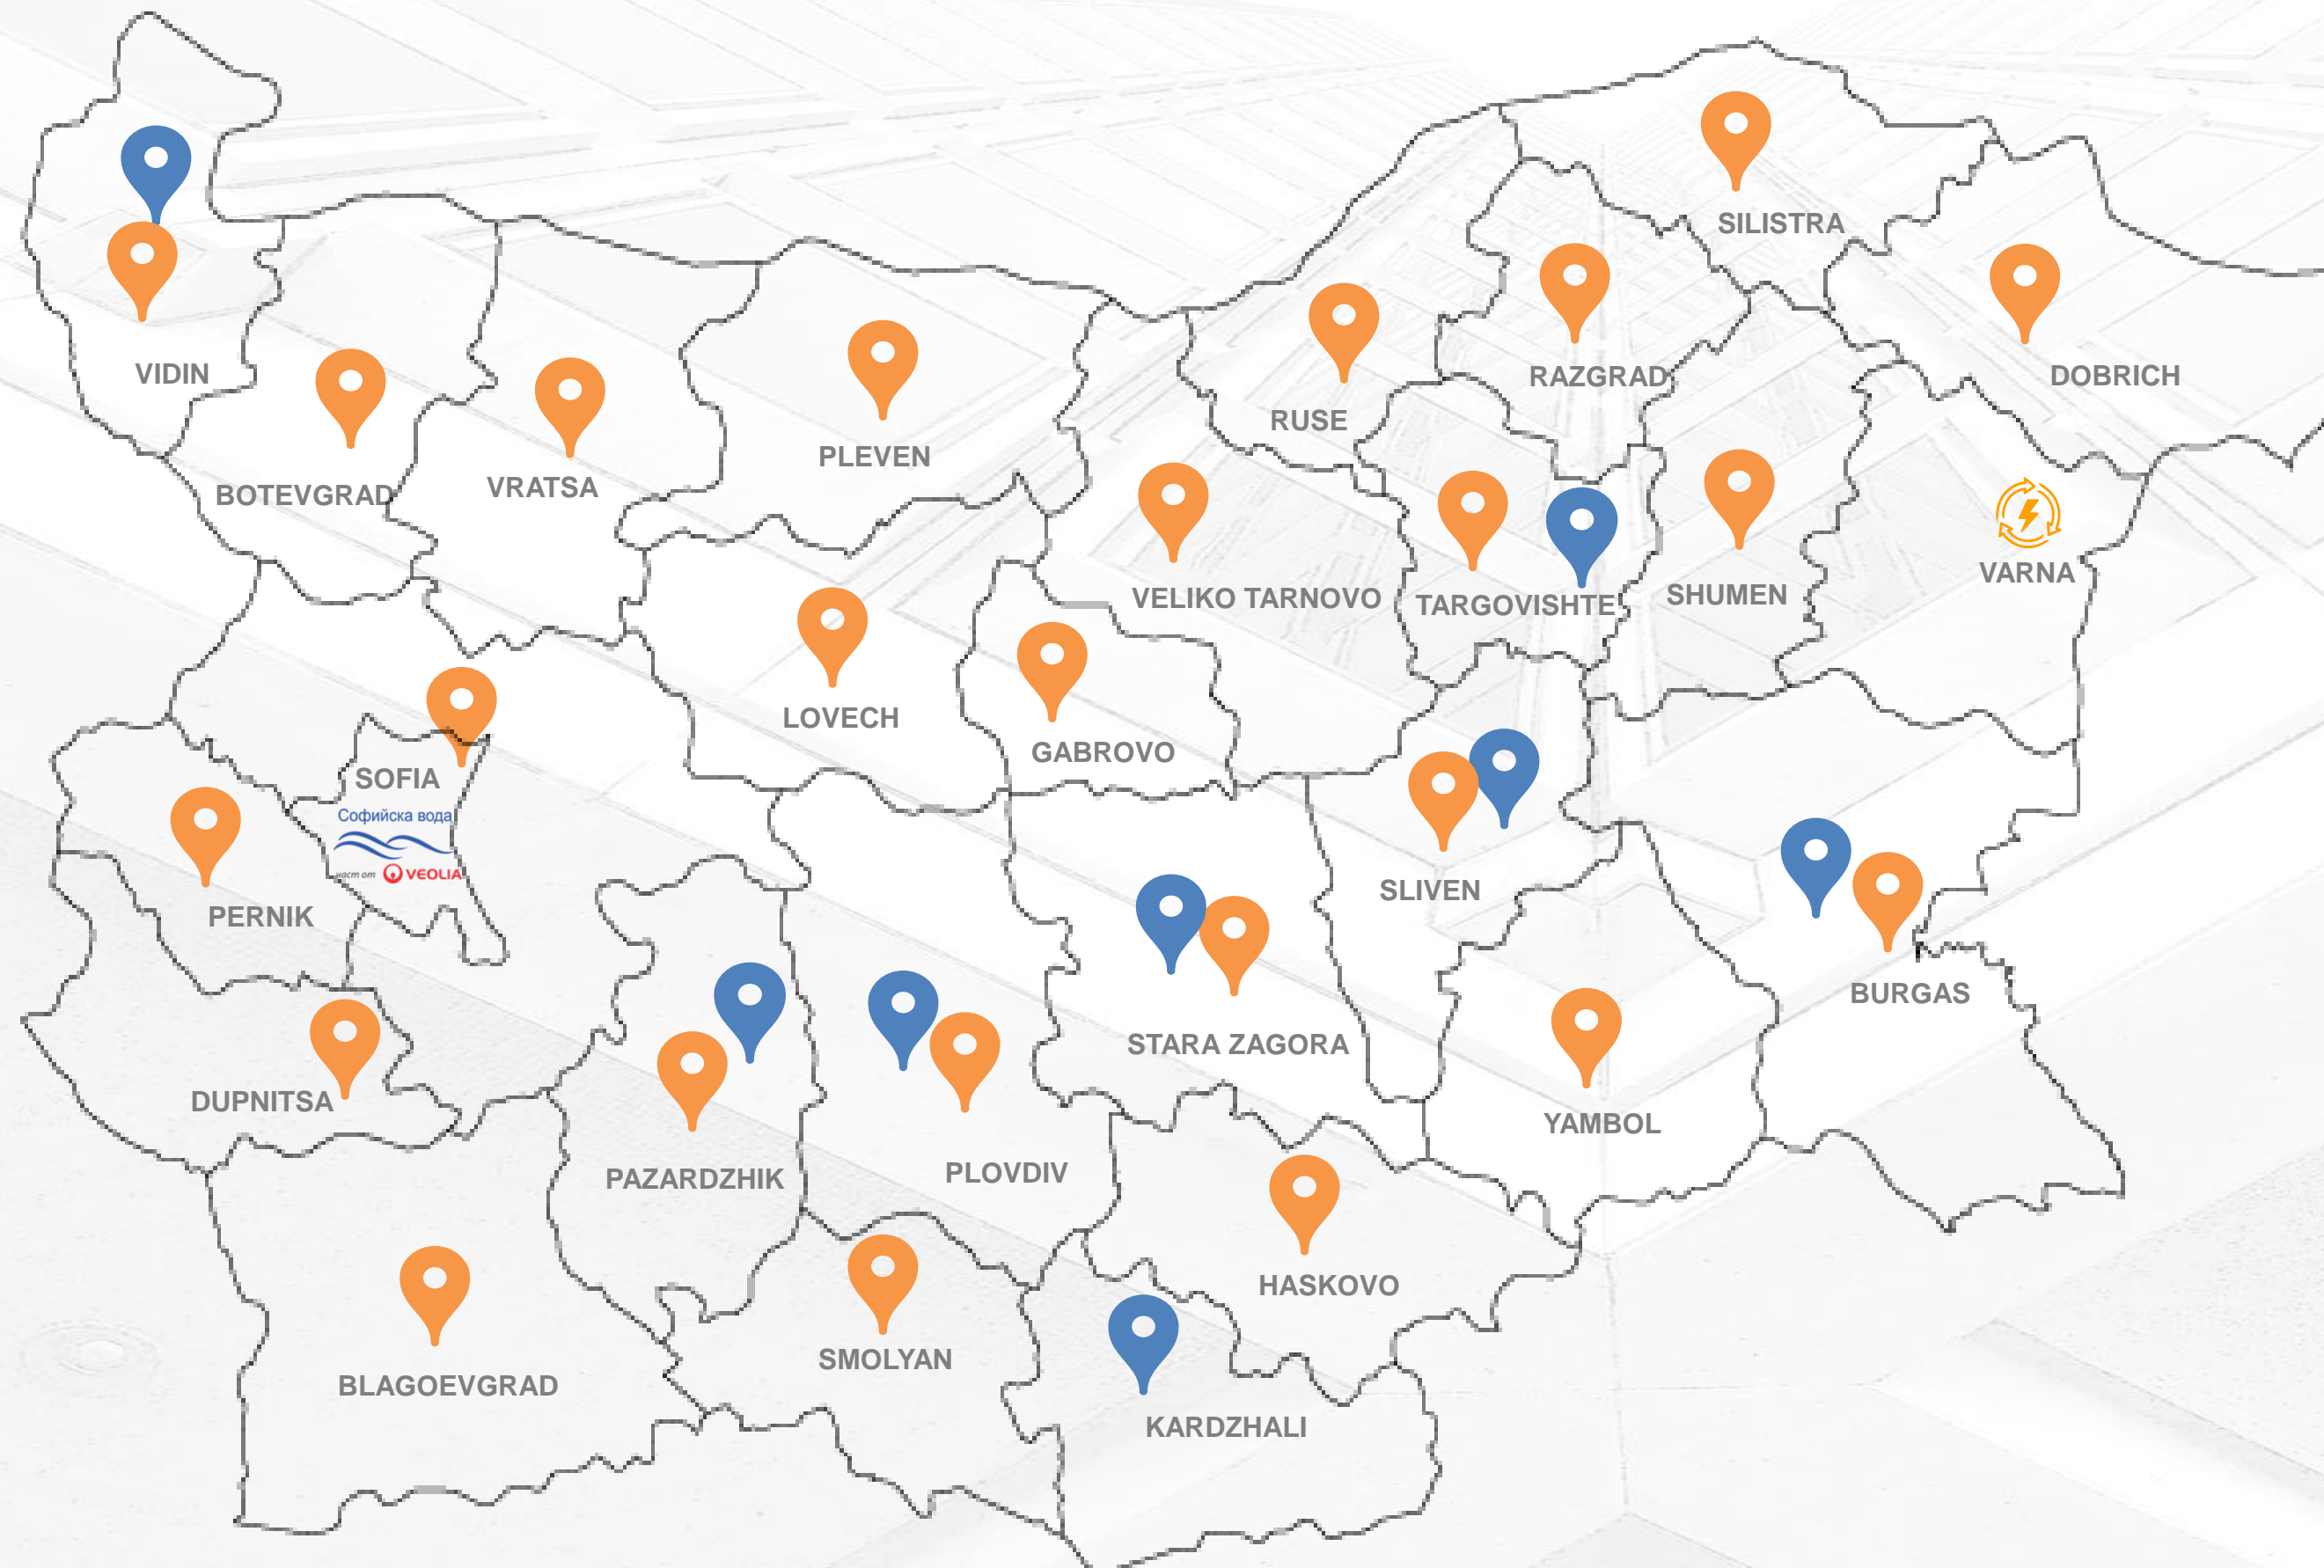 SILISTRA
VIDIN
RAZGRAD
DOBRICH
RUSE
PLEVEN
BOTEVGRAD
VRATSA
VELIKO TARNOVO
TARGOVISHTE
SHUMEN
VARNA
LOVECH
GABROVO
SOFIA
Софийска вода
част от VEOLIA
PERNIK
SLIVEN
BURGAS
STARA ZAGORA
DUPNITSA
YAMBOL
PAZARDZHIK
PLOVDIV
HASKOVO
SMOLYAN
BLAGOEVGRAD
KARDZHALI